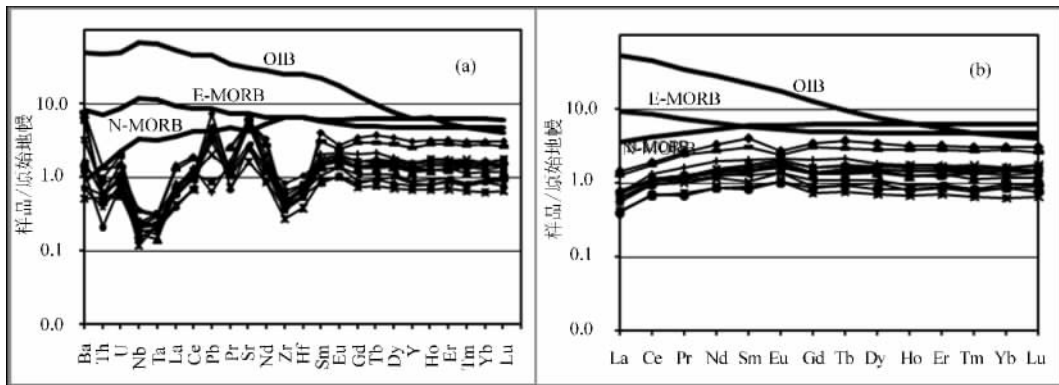 (a)
OIB
E-MORB
N-MORB
样品/原始地幔
10.0
1.0
0.1
0.0
Ba Th U Nb Ta La Ce Pb Pr Sr Nd Zr Hf Sm Eu Gd Tb Dy Y Ho Er Tm Yb Lu
(b)
OIB
E-MORB
N-MORB
样品/原始地幔
10.0
1.0
0.1
0.0
La Ce Pr Nd Sm Eu Gd Tb Dy Ho Er Tm Yb Lu